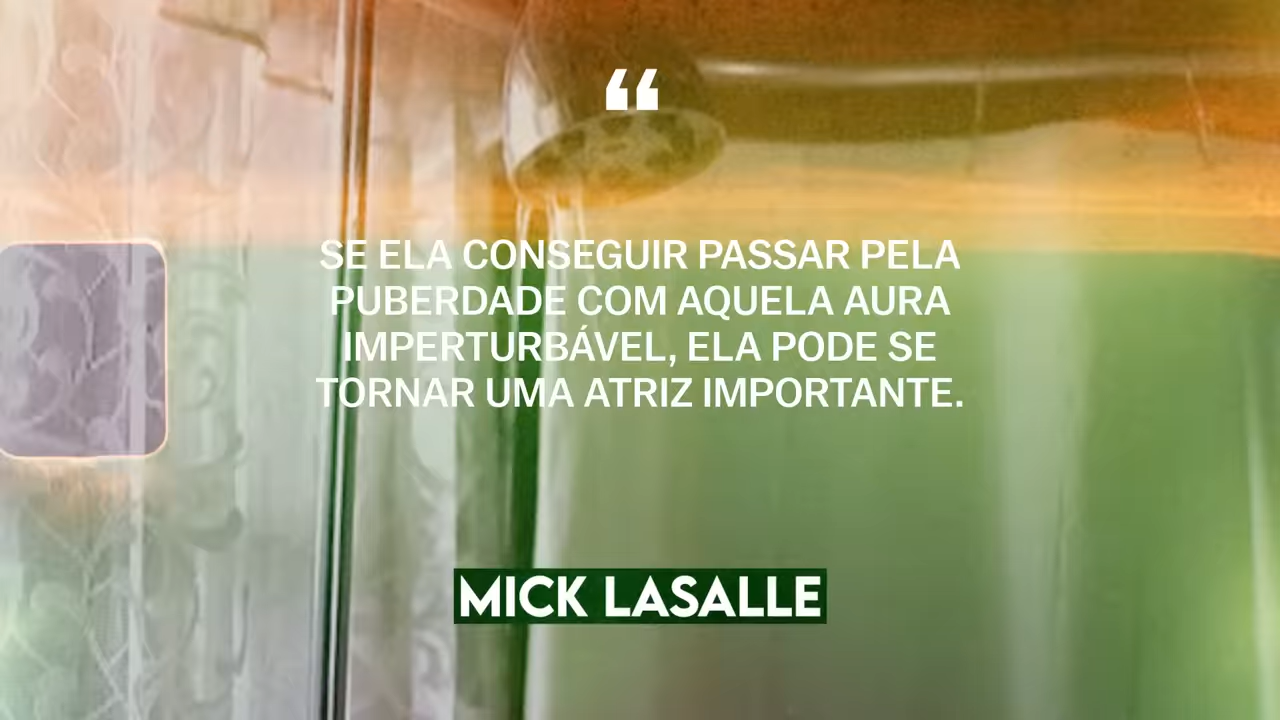 “
SE ELA CONSEGUIR PASSAR PELA
PUBERDADE COM AQUELA AURA
IMPERTURBÁVEL, ELA PODE SE
TORNAR UMA ATRIZ IMPORTANTE.
MICK LASALLE